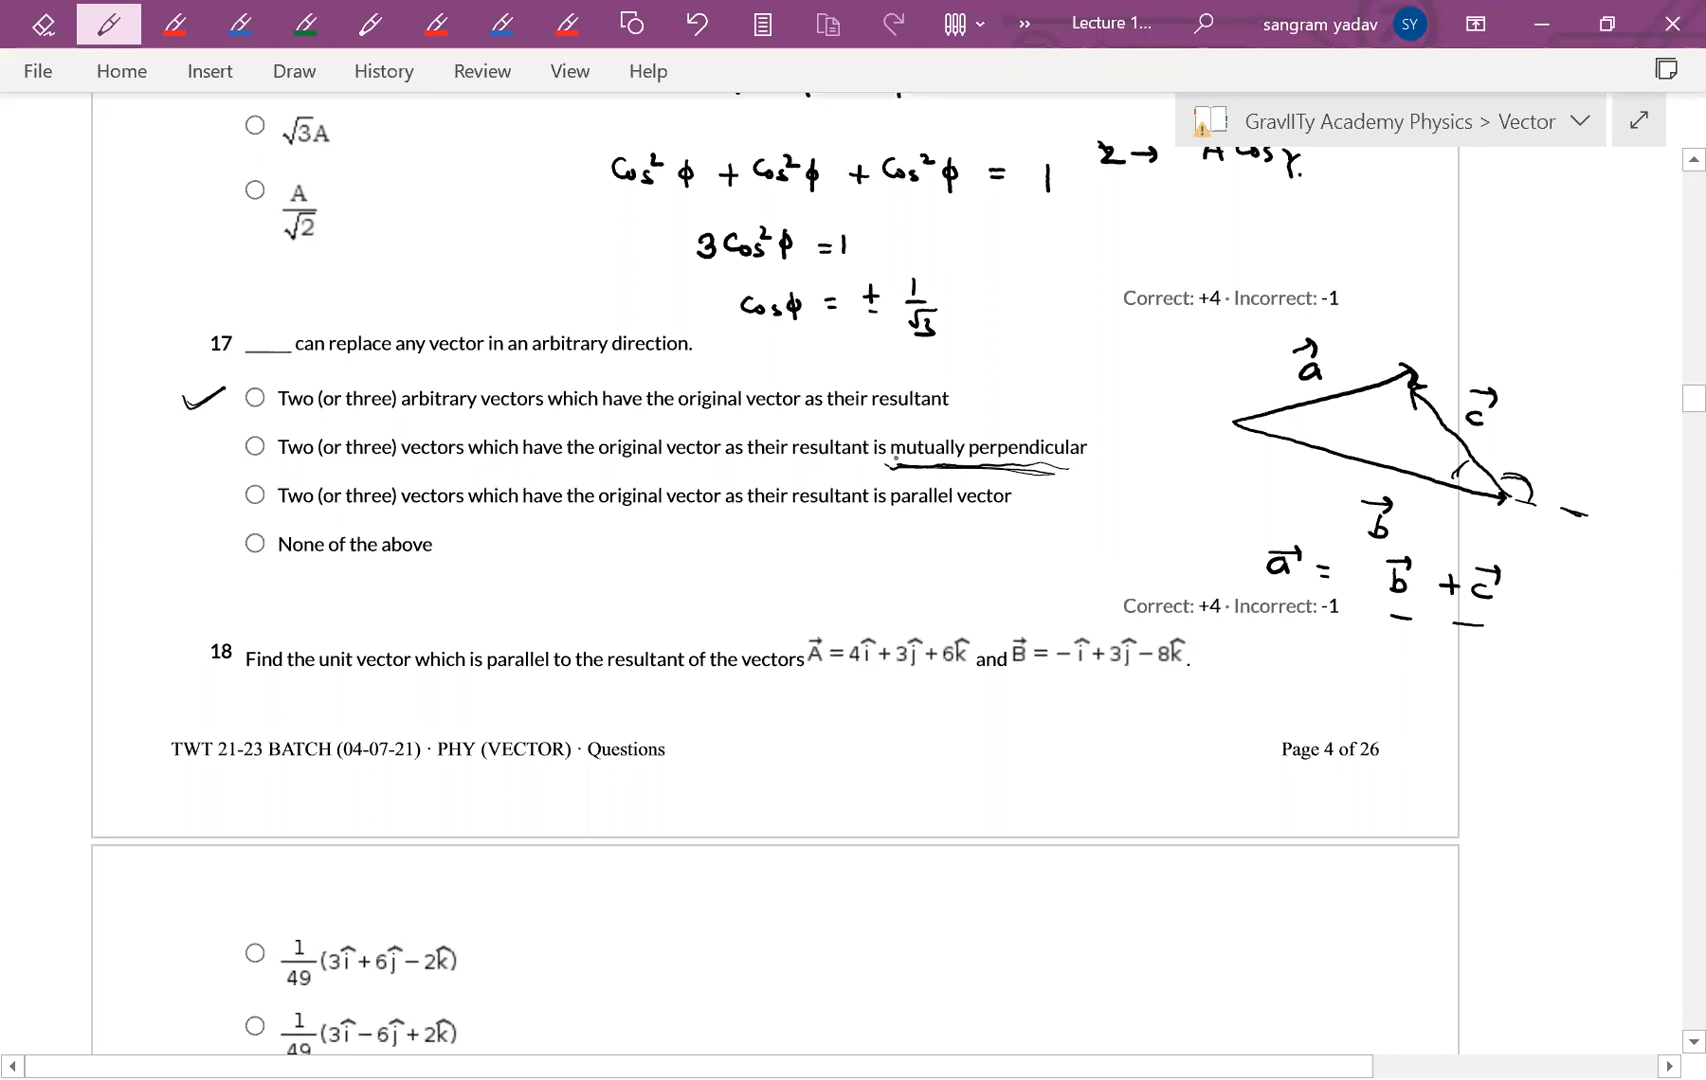 Lecture 1...
sangram yadav
SY
File
Home
Insert
Draw
History
Review
View
Help
GravIITy Academy Physics > Vector
√3A
A/√2
Cos²ϕ + Cos²ϕ + Cos²ϕ = 1
z → A cos γ.
3 Cos²ϕ = 1
cosϕ = ± 1/√3
Correct: +4 · Incorrect: -1
17 ____ can replace any vector in an arbitrary direction.
Two (or three) arbitrary vectors which have the original vector as their resultant
Two (or three) vectors which have the original vector as their resultant is mutually perpendicular
Two (or three) vectors which have the original vector as their resultant is parallel vector
None of the above
a⃗
c⃗
b⃗
a⃗ = b⃗ + c⃗
Correct: +4 · Incorrect: -1
18 Find the unit vector which is parallel to the resultant of the vectors A⃗ = 4î + 3ĵ + 6k̂ and B⃗ = −î + 3ĵ − 8k̂.
TWT 21-23 BATCH (04-07-21) · PHY (VECTOR) · Questions
Page 4 of 26
1/49 (3î + 6ĵ − 2k̂)
1/49 (3î − 6ĵ + 2k̂)